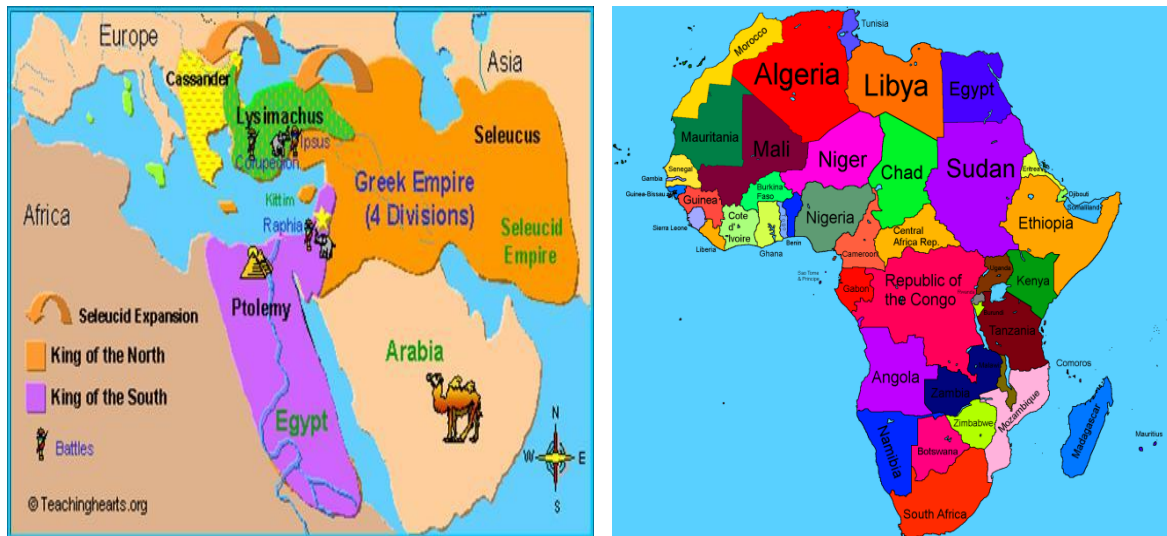 Europe
Asia
Cassander
Lysimachus
Ipsus
Corupedion
Seleucus
Greek Empire
(4 Divisions)
Kittim
Raphia
Seleucid
Empire
Africa
Ptolemy
Seleucid Expansion
King of the North
King of the South
Battles
Arabia
Egypt
N
W
E
S
© Teachinghearts.org
Tunisia
Morocco
Algeria
Libya
Egypt
Mauritania
Mali
Niger
Chad
Sudan
Eritrea
Djibouti
Somaliland
Senegal
Gambia
Guinea-Bissau
Guinea
Siera Leone
Liberia
Cote
d'
Ivoire
Burkina
Faso
Ghana
Benin
Nigeria
Cameroon
Central
Africa Rep.
Ethiopia
Sao Tome
& Principe
Gabon
Republic of
the Congo
Uganda
Kenya
Burundi
Tanzania
Comoros
Angola
Zambia
Mozambique
Zimbabwe
Namibia
Botswana
Madagascar
Mauritius
South Africa